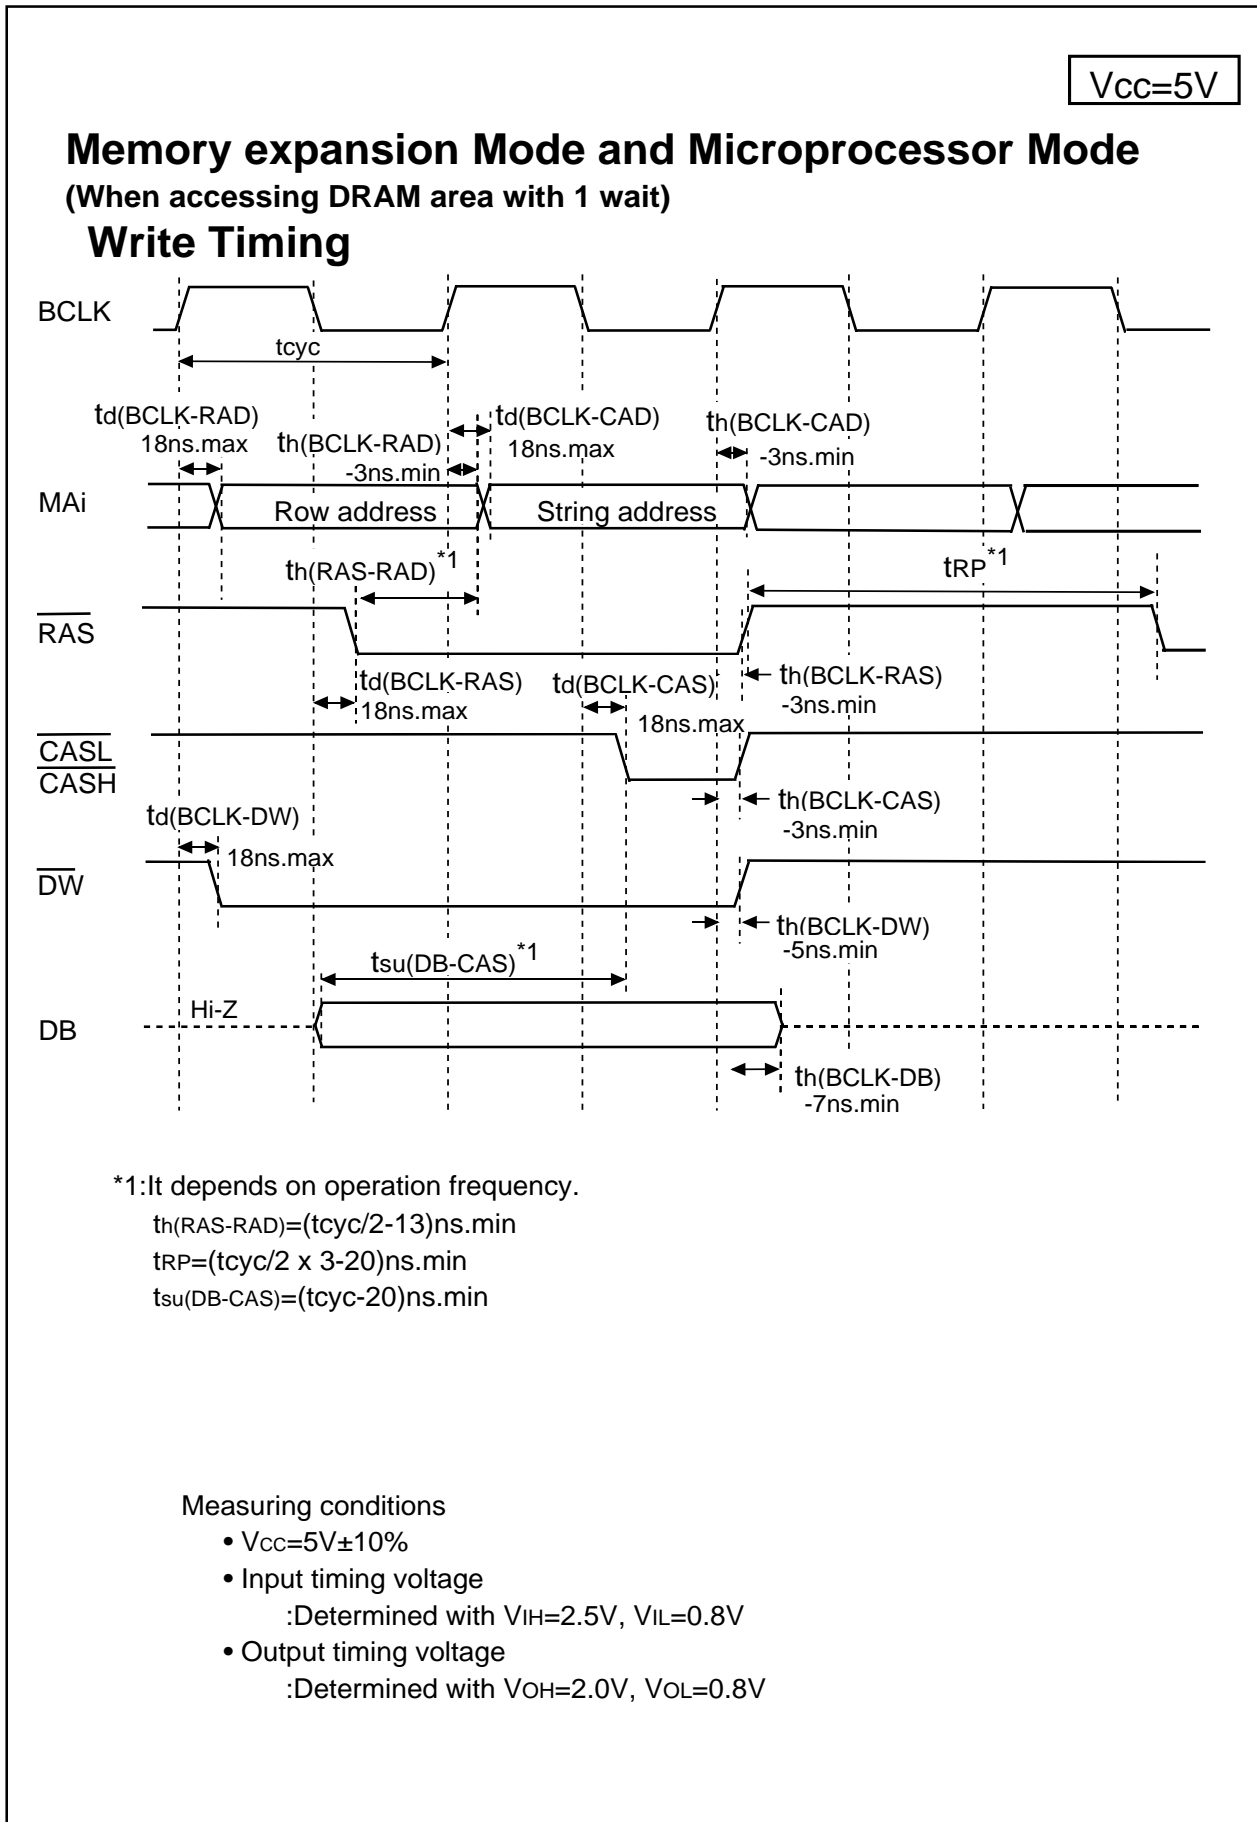 Vcc=5V
Memory expansion Mode and Microprocessor Mode
(When accessing DRAM area with 1 wait)
Write Timing
BCLK
tcyc
td(BCLK-RAD)
18ns.max
th(BCLK-RAD)
-3ns.min
td(BCLK-CAD)
18ns.max
th(BCLK-CAD)
-3ns.min
MAi
Row address
String address
th(RAS-RAD)*1
tRP*1
RAS
td(BCLK-RAS)
18ns.max
td(BCLK-CAS)
18ns.max
th(BCLK-RAS)
-3ns.min
CASL
CASH
th(BCLK-CAS)
-3ns.min
td(BCLK-DW)
18ns.max
DW
th(BCLK-DW)
-5ns.min
tsu(DB-CAS)*1
Hi-Z
DB
th(BCLK-DB)
-7ns.min
*1:It depends on operation frequency.
th(RAS-RAD)=(tcyc/2-13)ns.min
tRP=(tcyc/2 x 3-20)ns.min
tsu(DB-CAS)=(tcyc-20)ns.min
Measuring conditions
• VCC=5V±10%
• Input timing voltage
:Determined with VIH=2.5V, VIL=0.8V
• Output timing voltage
:Determined with VOH=2.0V, VOL=0.8V